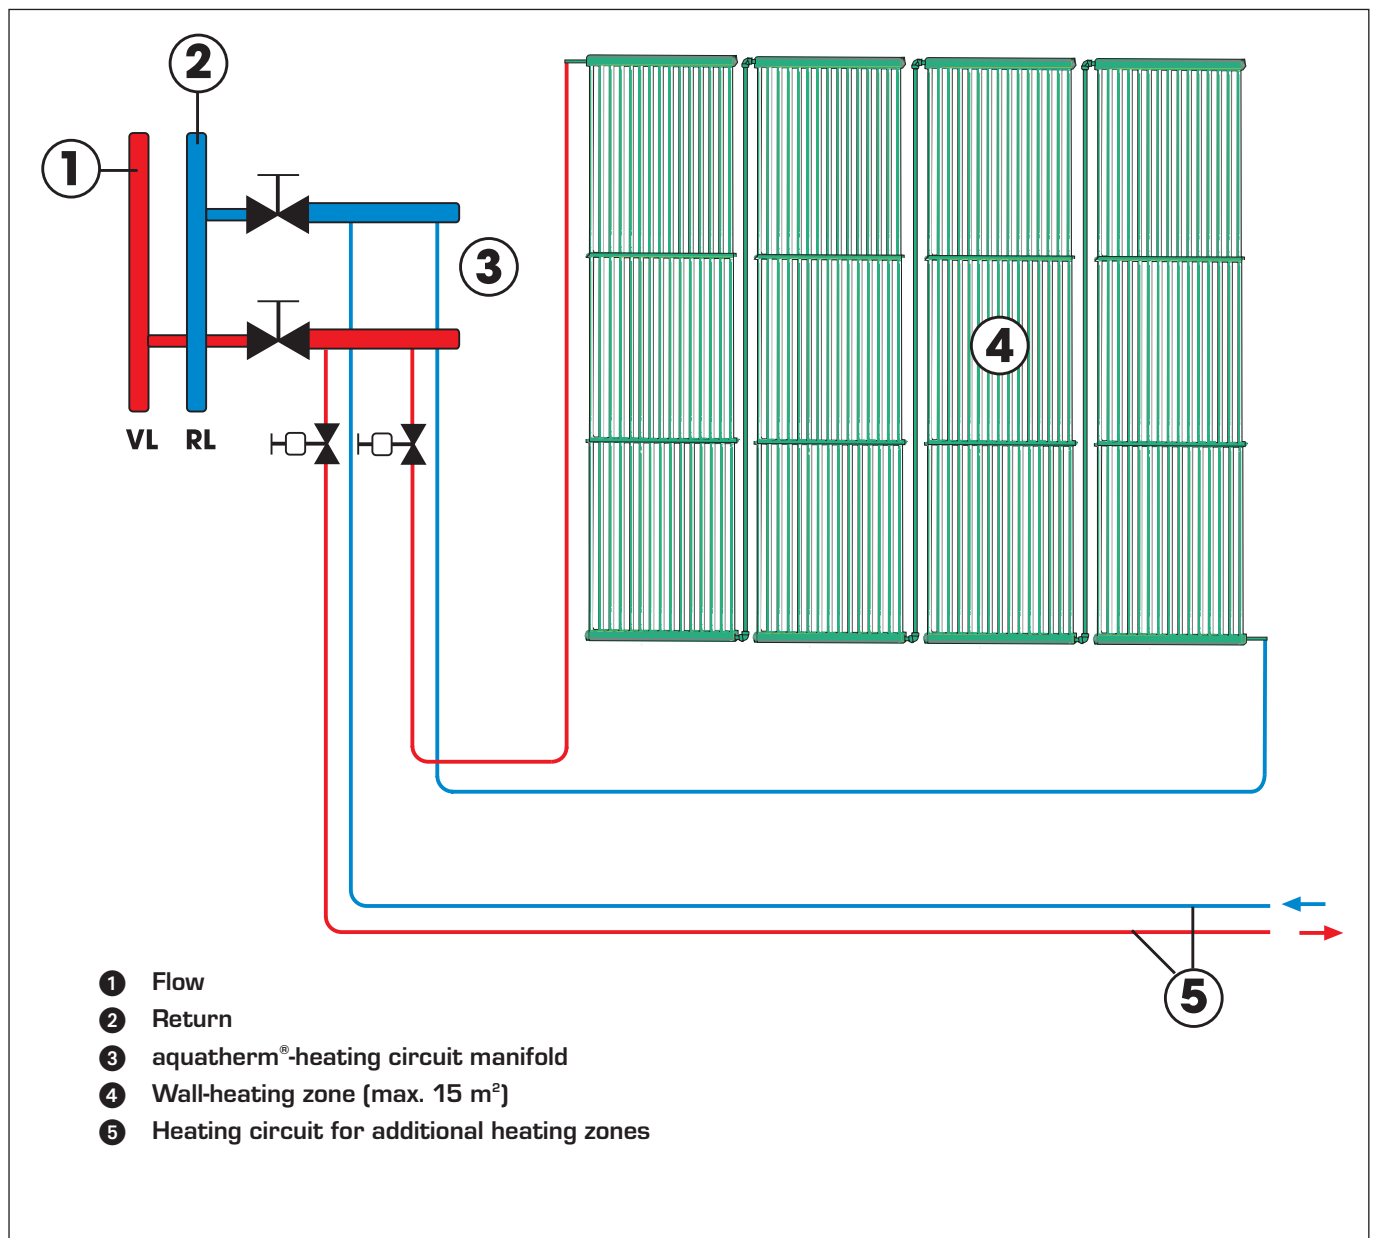 2
1
3
4
VL RL
5
1 Flow
2 Return
3 aquatherm®-heating circuit manifold
4 Wall-heating zone (max. 15 m²)
5 Heating circuit for additional heating zones